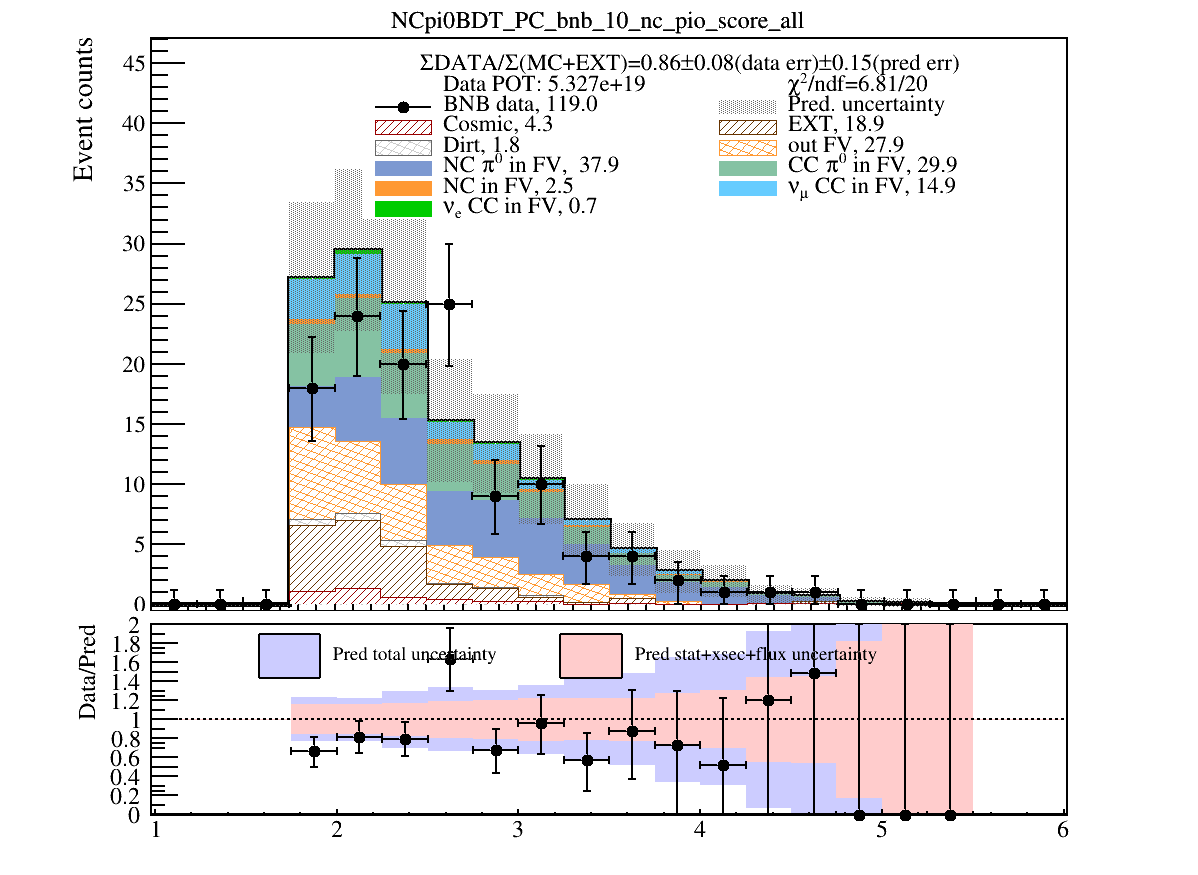 NCpi0BDT_PC_bnb_10_nc_pio_score_all
Event counts
ΣDATA/Σ(MC+EXT)=0.86±0.08(data err)±0.15(pred err)
Data POT: 5.327e+19
χ²/ndf=6.81/20
BNB data, 119.0
Pred. uncertainty
Cosmic, 4.3
EXT, 18.9
Dirt, 1.8
out FV, 27.9
NC π⁰ in FV, 37.9
CC π⁰ in FV, 29.9
NC in FV, 2.5
νμ CC in FV, 14.9
νe CC in FV, 0.7
45
40
35
30
25
20
15
10
5
0
Data/Pred
Pred total uncertainty
Pred stat+xsec+flux uncertainty
2
1.8
1.6
1.4
1.2
1
0.8
0.6
0.4
0.2
0
1 2 3 4 5 6